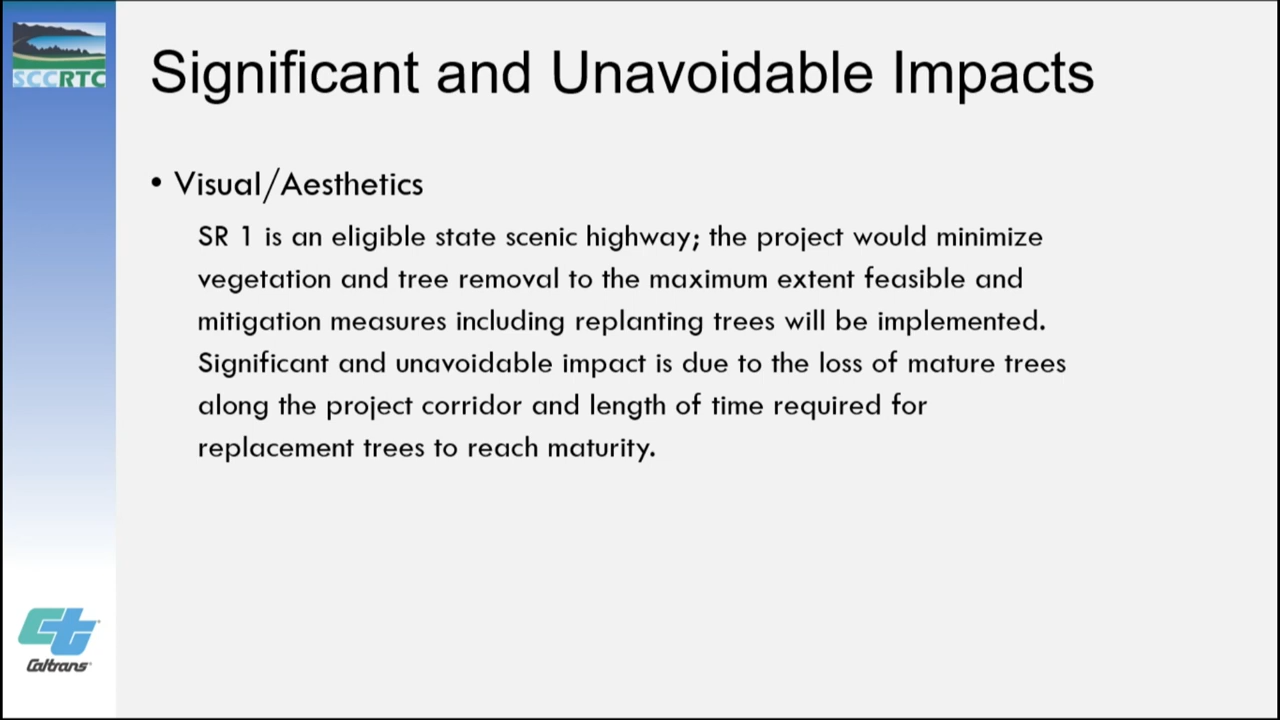 SCCRTC
Significant and Unavoidable Impacts
• Visual/Aesthetics
SR 1 is an eligible state scenic highway; the project would minimize
vegetation and tree removal to the maximum extent feasible and
mitigation measures including replanting trees will be implemented.
Significant and unavoidable impact is due to the loss of mature trees
along the project corridor and length of time required for
replacement trees to reach maturity.
Ct
Caltrans